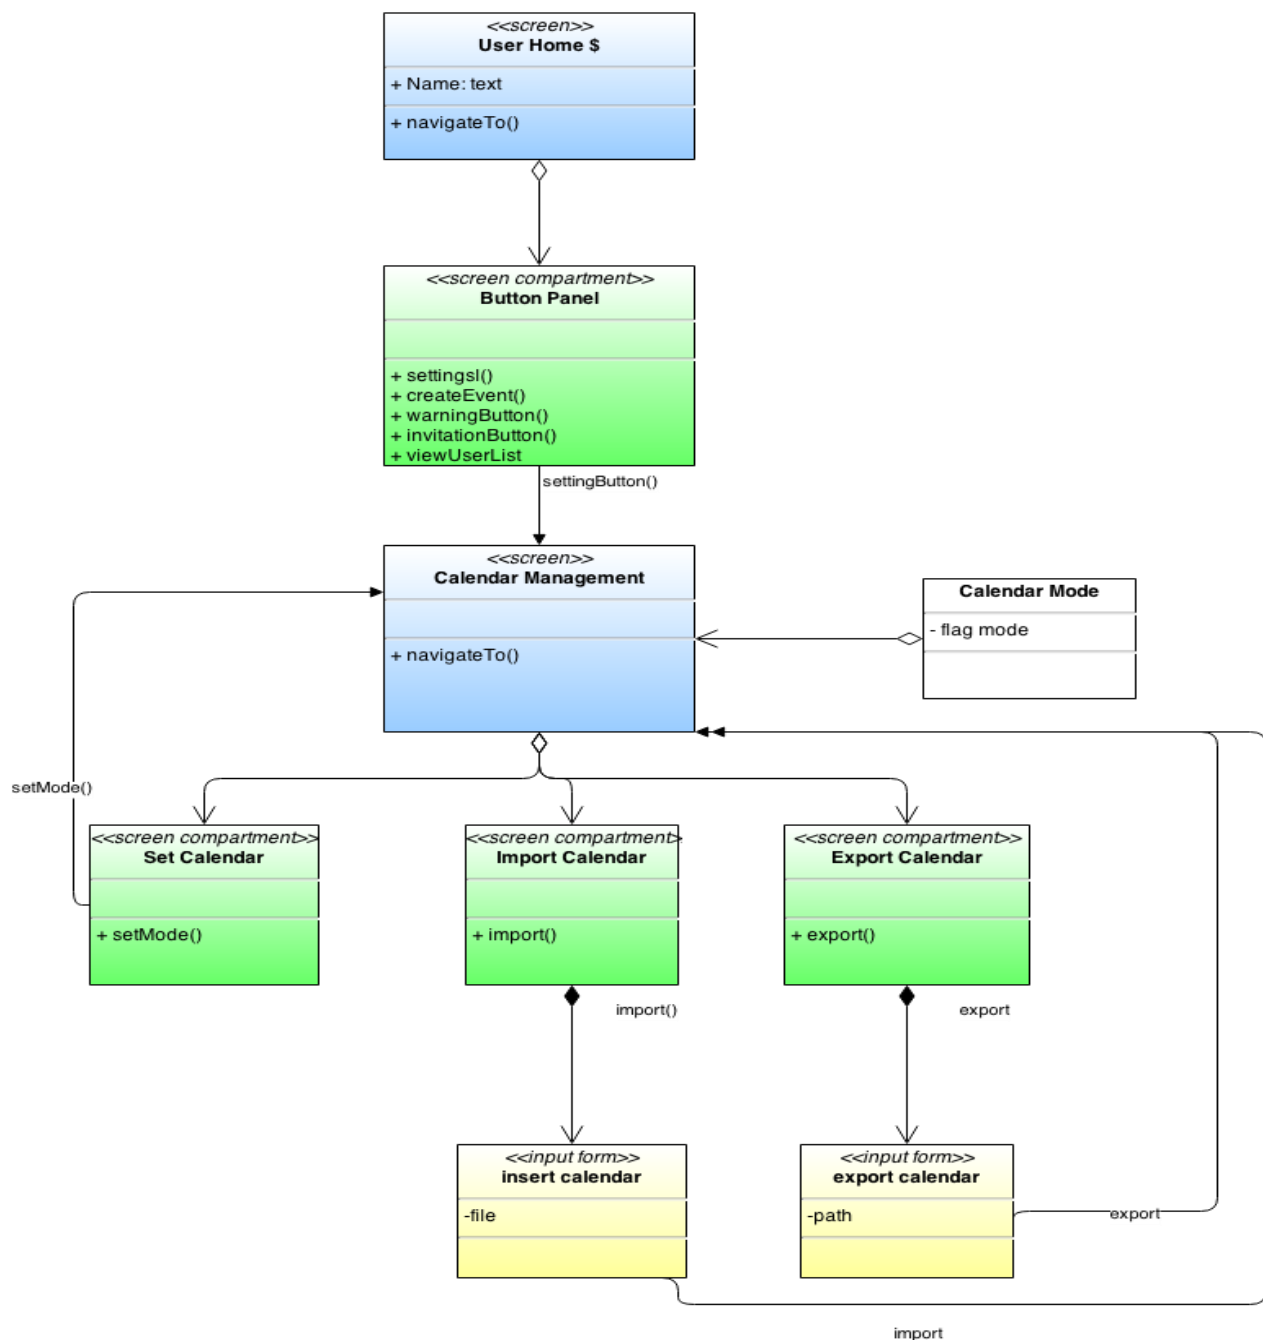 <<screen>>
User Home $
+ Name: text
+ navigateTo()
<<screen compartment>>
Button Panel
+ settingsl()
+ createEvent()
+ warningButton()
+ invitationButton()
+ viewUserList
settingButton()
<<screen>>
Calendar Management
+ navigateTo()
Calendar Mode
- flag mode
setMode()
<<screen compartment>>
Set Calendar
+ setMode()
<<screen compartment>>
Import Calendar
+ import()
<<screen compartment>>
Export Calendar
+ export()
import()
export
<<input form>>
insert calendar
-file
<<input form>>
export calendar
-path
export
import